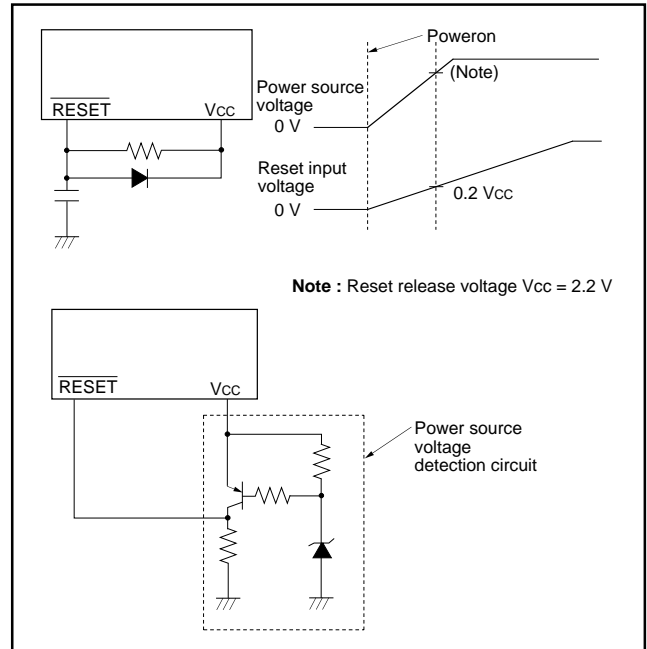 Poweron
(Note)
RESET
VCC
Power source
voltage
0 V
Reset input
voltage
0 V
0.2 VCC
Note : Reset release voltage Vcc = 2.2 V
RESET
VCC
Power source
voltage
detection circuit